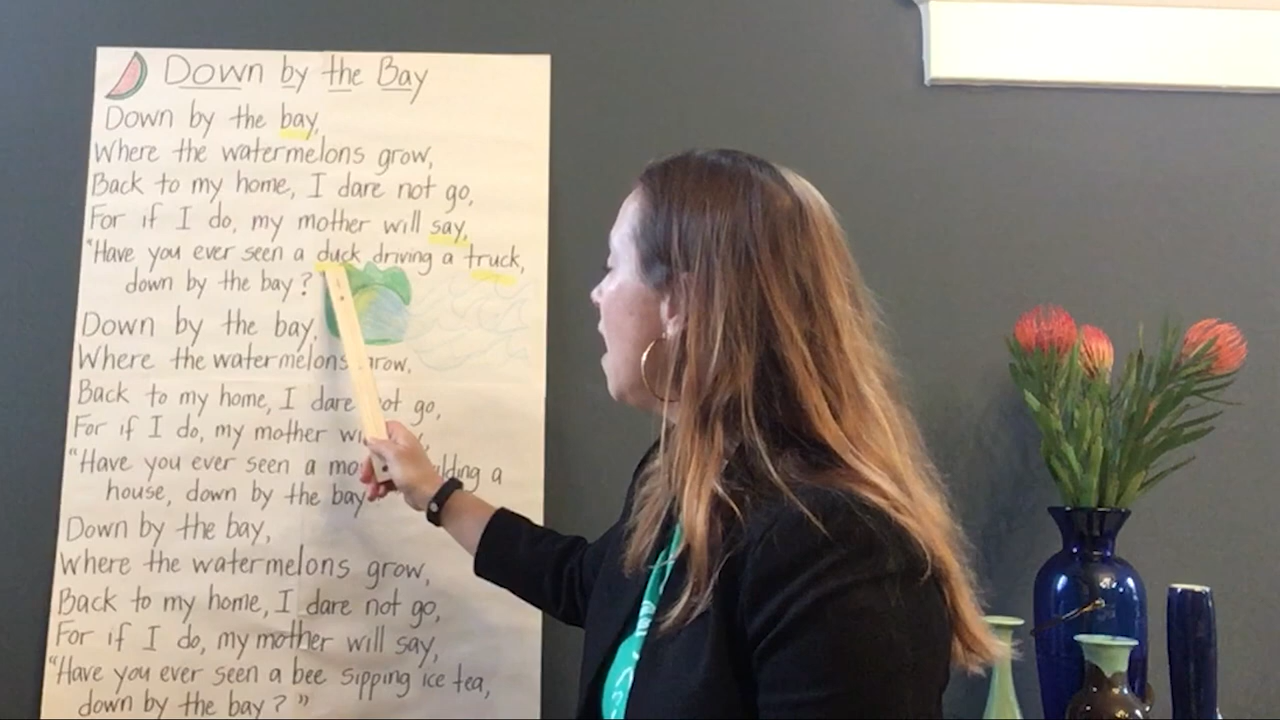 Down by the Bay
Down by the bay,
Where the watermelons grow,
Back to my home, I dare not go,
For if I do, my mother will say,
"Have you ever seen a duck driving a truck,
down by the bay?
Down by the bay,
Where the watermelons grow,
Back to my home, I dare not go,
For if I do, my mother
"Have you ever seen a a
house, down by the bay
Down by the bay,
Where the watermelons grow,
Back to my home, I dare not go,
For if I do, my mother will say,
"Have you ever seen a bee sipping ice tea,
down by the bay? "